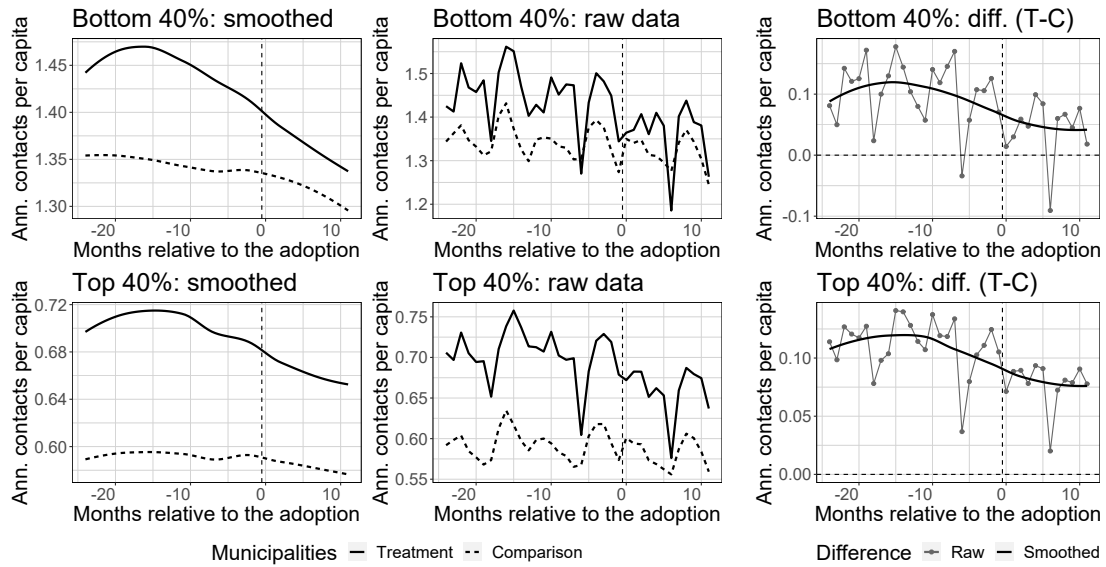 Bottom 40%: smoothed
Ann. contacts per capita
1.45
1.40
1.35
1.30
-20
-10
0
10
Months relative to the adoption
Bottom 40%: raw data
Ann. contacts per capita
1.5
1.4
1.3
1.2
-20
-10
0
10
Months relative to the adoption
Bottom 40%: diff. (T-C)
Ann. contacts per capita
0.1
0.0
-0.1
-20
-10
0
10
Months relative to the adoption
Top 40%: smoothed
Ann. contacts per capita
0.72
0.68
0.64
0.60
-20
-10
0
10
Months relative to the adoption
Top 40%: raw data
Ann. contacts per capita
0.75
0.70
0.65
0.60
0.55
-20
-10
0
10
Months relative to the adoption
Top 40%: diff. (T-C)
Ann. contacts per capita
0.10
0.05
0.00
-20
-10
0
10
Months relative to the adoption
Municipalities Treatment Comparison
Difference Raw Smoothed